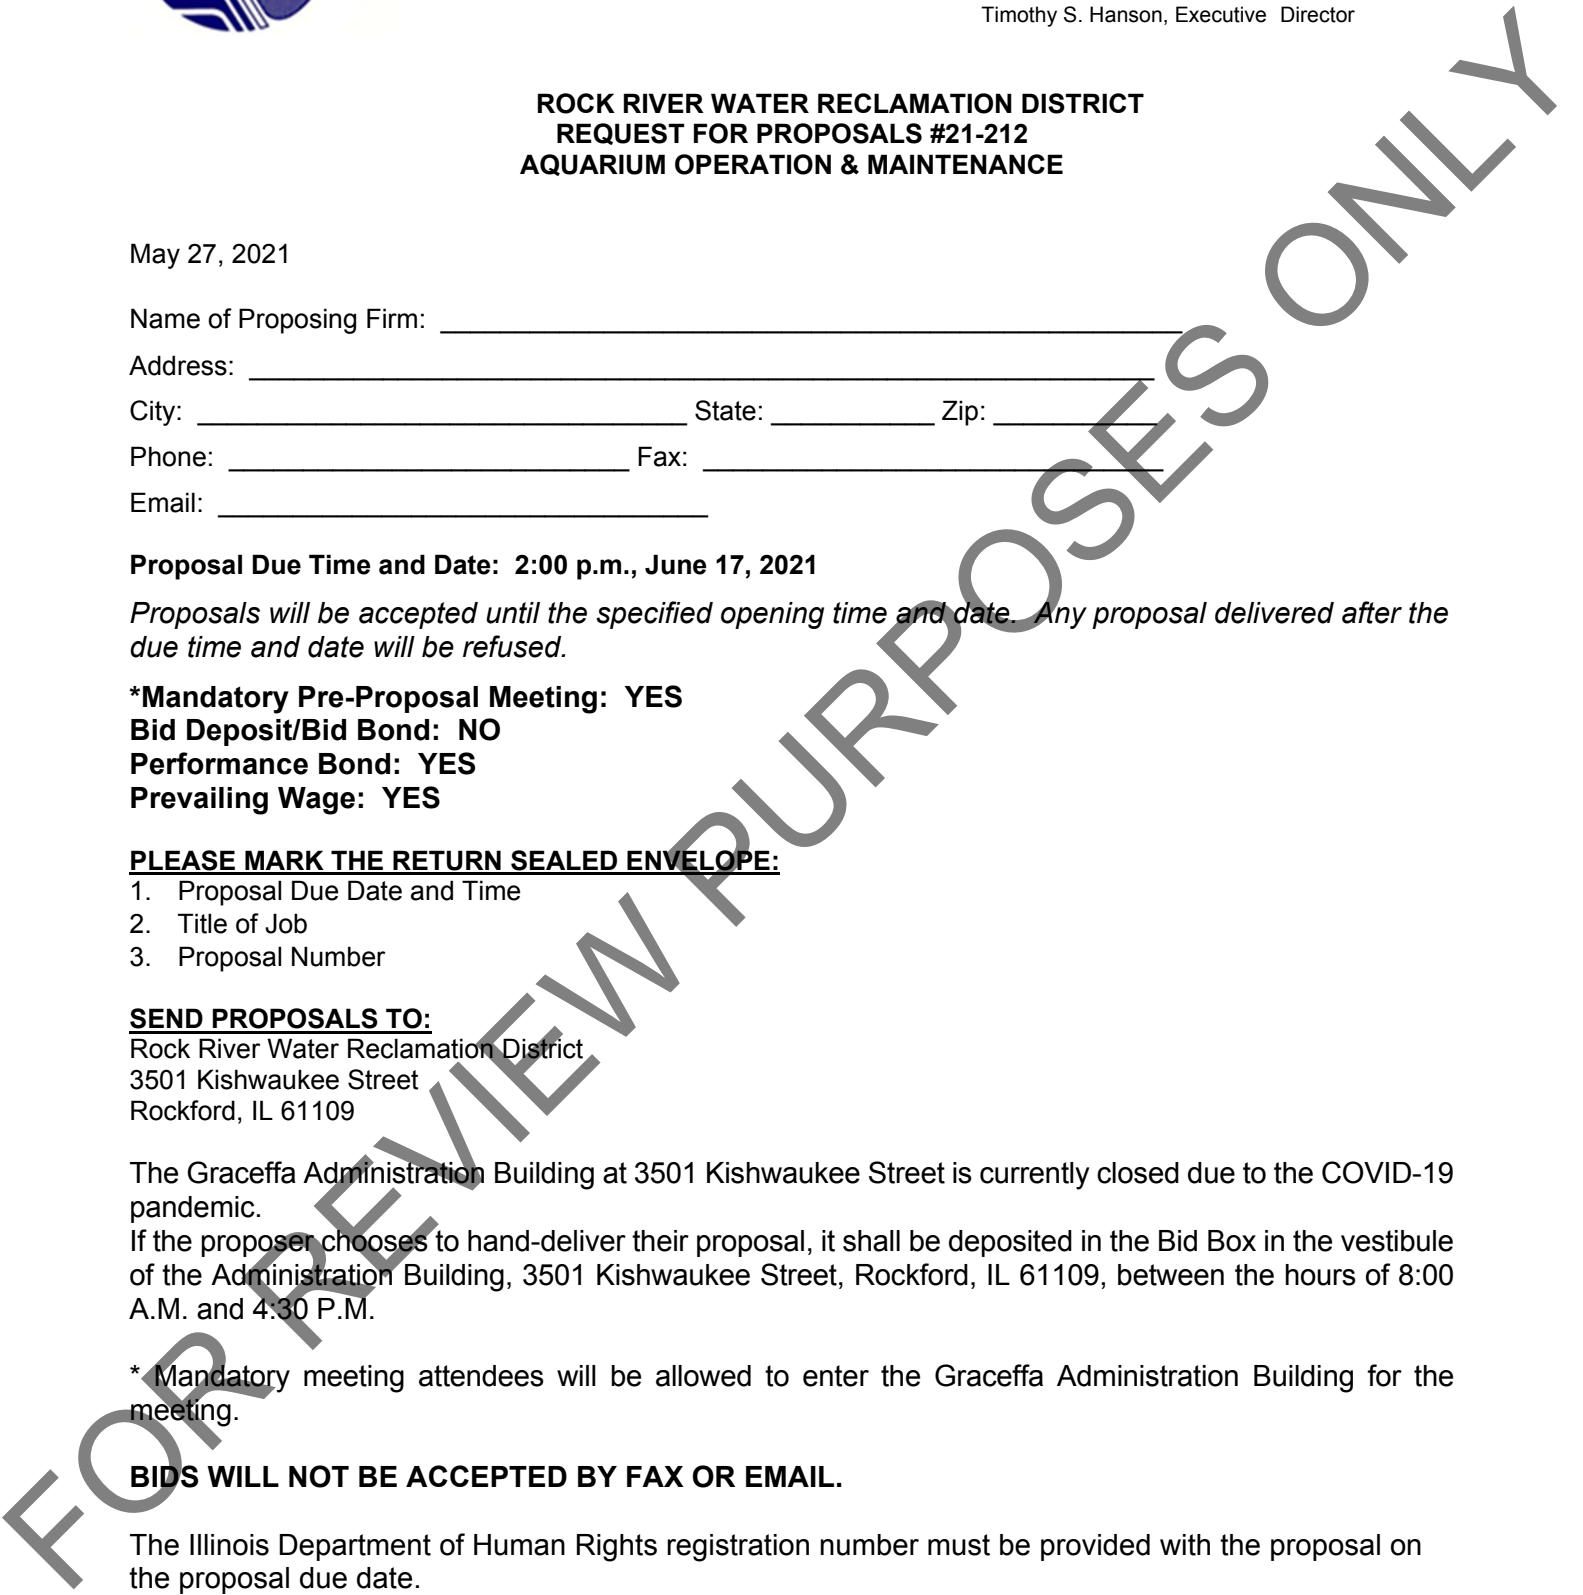 Timothy S. Hanson, Executive Director
ROCK RIVER WATER RECLAMATION DISTRICT
REQUEST FOR PROPOSALS #21-212
AQUARIUM OPERATION & MAINTENANCE
May 27, 2021
Name of Proposing Firm: ____________________
Address: ____________________
City: ____________________ State: __________ Zip: __________
Phone: ____________________ Fax: ____________________
Email: ____________________
Proposal Due Time and Date: 2:00 p.m., June 17, 2021
Proposals will be accepted until the specified opening time and date. Any proposal delivered after the
due time and date will be refused.
*Mandatory Pre-Proposal Meeting: YES
Bid Deposit/Bid Bond: NO
Performance Bond: YES
Prevailing Wage: YES
PLEASE MARK THE RETURN SEALED ENVELOPE:
1. Proposal Due Date and Time
2. Title of Job
3. Proposal Number
SEND PROPOSALS TO:
Rock River Water Reclamation District
3501 Kishwaukee Street
Rockford, IL 61109
The Graceffa Administration Building at 3501 Kishwaukee Street is currently closed due to the COVID-19
pandemic.
If the proposer chooses to hand-deliver their proposal, it shall be deposited in the Bid Box in the vestibule
of the Administration Building, 3501 Kishwaukee Street, Rockford, IL 61109, between the hours of 8:00
A.M. and 4:30 P.M.
* Mandatory meeting attendees will be allowed to enter the Graceffa Administration Building for the
meeting.
BIDS WILL NOT BE ACCEPTED BY FAX OR EMAIL.
The Illinois Department of Human Rights registration number must be provided with the proposal on
the proposal due date.
FOR REVIEW PURPOSES ONLY